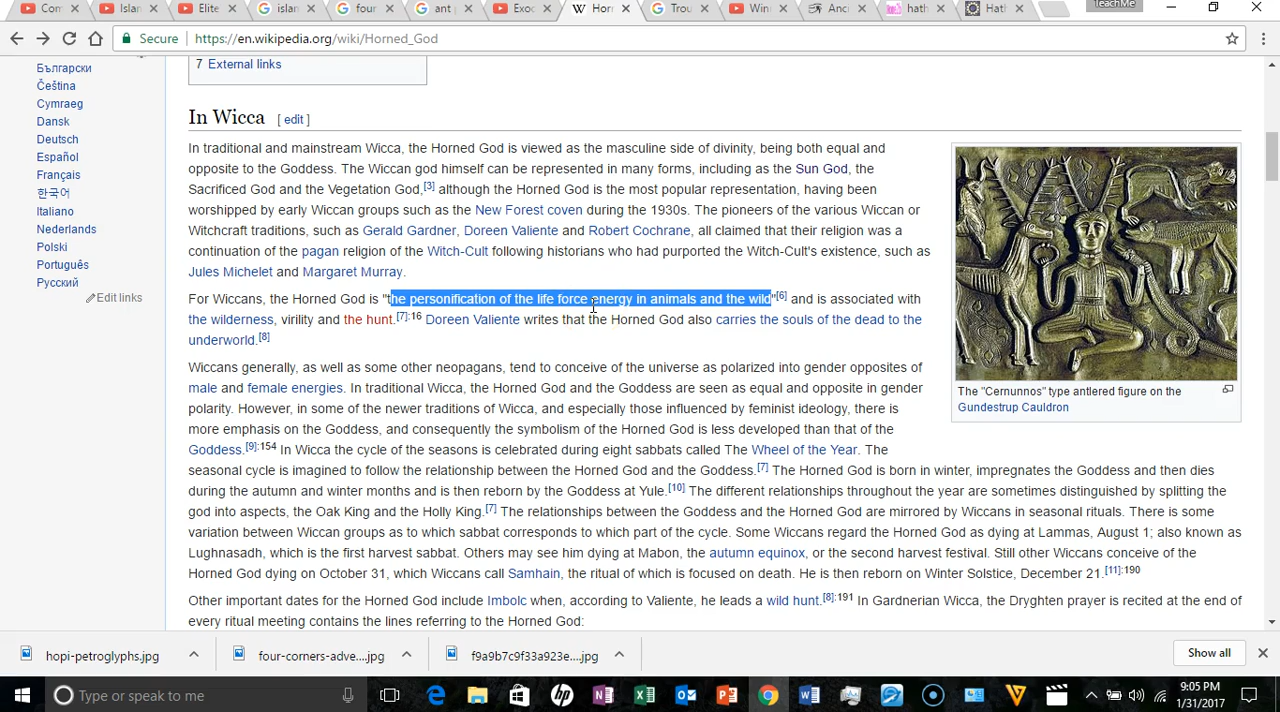 Com
Islan
Elite
islan
four
ant p
Exod
Horn
Trou
Wini
Anci
hath
Hath
TeachMe
Secure
https://en.wikipedia.org/wiki/Horned_God
Български
Čeština
Cymraeg
Dansk
Deutsch
Español
Français
한국어
Italiano
Nederlands
Polski
Português
Русский
Edit links
7 External links
In Wicca [ edit ]
In traditional and mainstream Wicca, the Horned God is viewed as the masculine side of divinity, being both equal and
opposite to the Goddess. The Wiccan god himself can be represented in many forms, including as the Sun God, the
Sacrificed God and the Vegetation God,[3] although the Horned God is the most popular representation, having been
worshipped by early Wiccan groups such as the New Forest coven during the 1930s. The pioneers of the various Wiccan or
Witchcraft traditions, such as Gerald Gardner, Doreen Valiente and Robert Cochrane, all claimed that their religion was a
continuation of the pagan religion of the Witch-Cult following historians who had purported the Witch-Cult's existence, such as
Jules Michelet and Margaret Murray.
For Wiccans, the Horned God is "the personification of the life force energy in animals and the wild"[6] and is associated with
the wilderness, virility and the hunt.[7]:16 Doreen Valiente writes that the Horned God also carries the souls of the dead to the
underworld.[8]
Wiccans generally, as well as some other neopagans, tend to conceive of the universe as polarized into gender opposites of
male and female energies. In traditional Wicca, the Horned God and the Goddess are seen as equal and opposite in gender
polarity. However, in some of the newer traditions of Wicca, and especially those influenced by feminist ideology, there is
more emphasis on the Goddess, and consequently the symbolism of the Horned God is less developed than that of the
Goddess.[9]:154 In Wicca the cycle of the seasons is celebrated during eight sabbats called The Wheel of the Year. The
seasonal cycle is imagined to follow the relationship between the Horned God and the Goddess.[7] The Horned God is born in winter, impregnates the Goddess and then dies
during the autumn and winter months and is then reborn by the Goddess at Yule.[10] The different relationships throughout the year are sometimes distinguished by splitting the
god into aspects, the Oak King and the Holly King.[7] The relationships between the Goddess and the Horned God are mirrored by Wiccans in seasonal rituals. There is some
variation between Wiccan groups as to which sabbat corresponds to which part of the cycle. Some Wiccans regard the Horned God as dying at Lammas, August 1; also known as
Lughnasadh, which is the first harvest sabbat. Others may see him dying at Mabon, the autumn equinox, or the second harvest festival. Still other Wiccans conceive of the
Horned God dying on October 31, which Wiccans call Samhain, the ritual of which is focused on death. He is then reborn on Winter Solstice, December 21.[11]:190
Other important dates for the Horned God include Imbolc when, according to Valiente, he leads a wild hunt.[8]:191 In Gardnerian Wicca, the Dryghten prayer is recited at the end of
every ritual meeting contains the lines referring to the Horned God:
The "Cernunnos" type antlered figure on the
Gundestrup Cauldron
hopi-petroglyphs.jpg
four-corners-adve....jpg
f9a9b7c9f33a923e....jpg
Show all
Type or speak to me
9:05 PM
1/31/2017